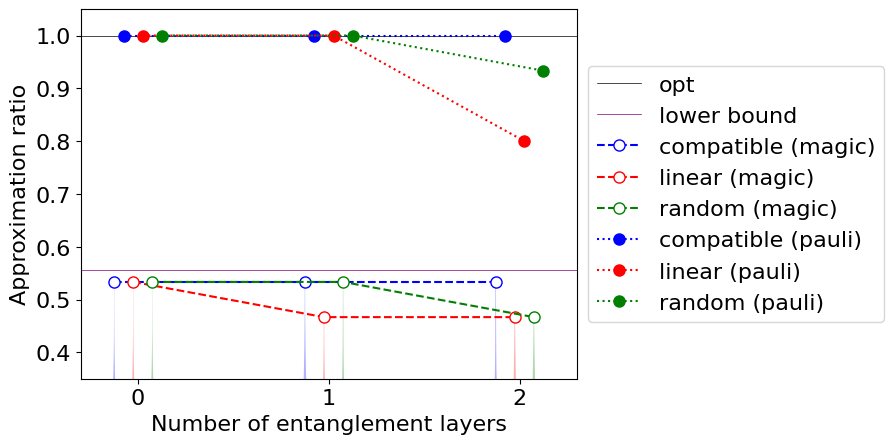 1.0
0.9
0.8
0.7
0.6
0.5
0.4
Approximation ratio
0 1 2
Number of entanglement layers
opt
lower bound
compatible (magic)
linear (magic)
random (magic)
compatible (pauli)
linear (pauli)
random (pauli)